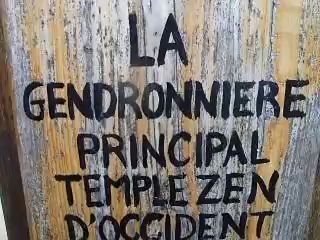 LA
GENDRONNIERE
PRINCIPAL
TEMPLE ZEN
D'OCCIDENT